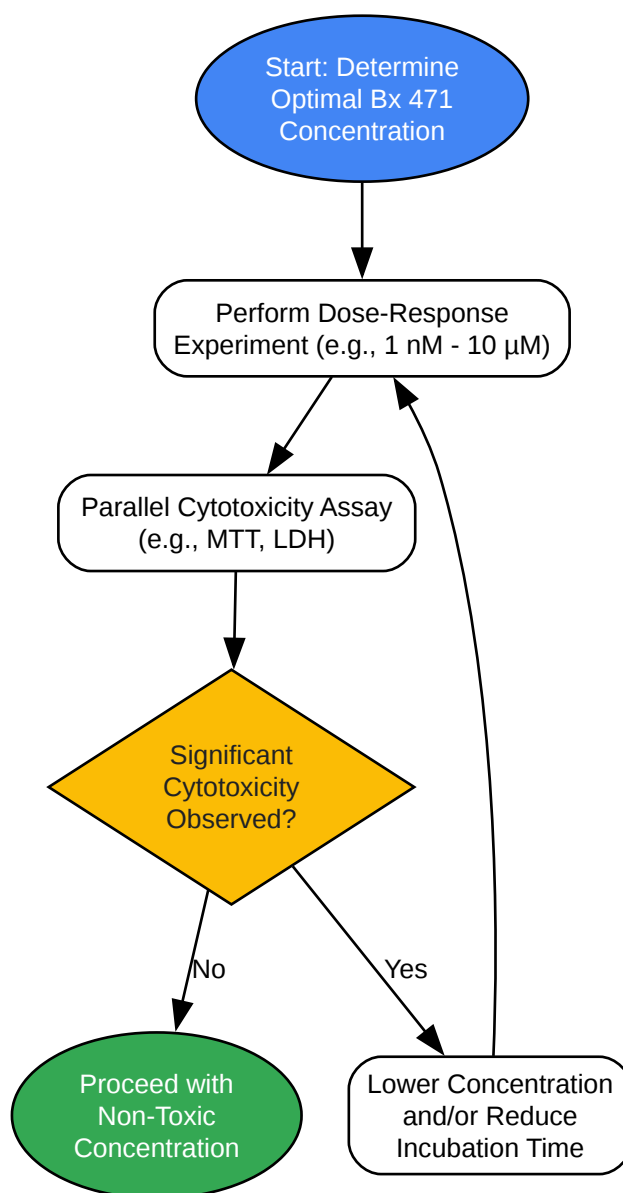 Start: Determine
Optimal Bx 471
Concentration
Perform Dose-Response
Experiment (e.g., 1 nM - 10 µM)
Parallel Cytotoxicity Assay
(e.g., MTT, LDH)
Significant
Cytotoxicity
Observed?
No
Yes
Proceed with
Non-Toxic
Concentration
Lower Concentration
and/or Reduce
Incubation Time